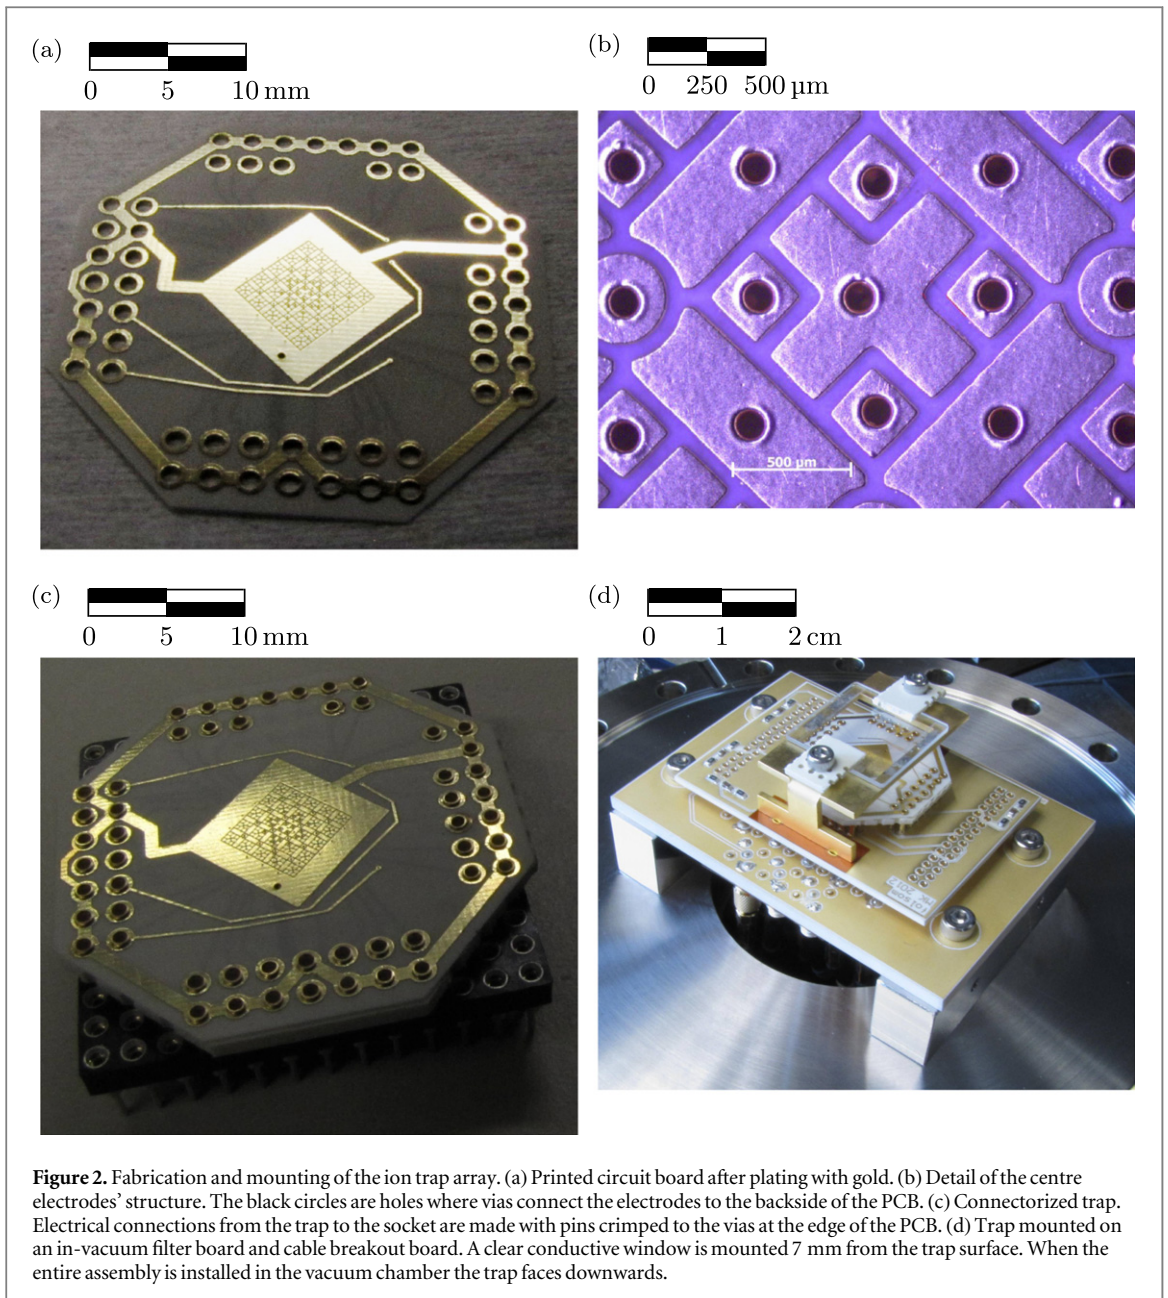 (a)
0 5 10 mm
(b)
0 250 500 µm
500 µm
(c)
0 5 10 mm
(d)
0 1 2 cm
Figure 2. Fabrication and mounting of the ion trap array. (a) Printed circuit board after plating with gold. (b) Detail of the centre
electrodes' structure. The black circles are holes where vias connect the electrodes to the backside of the PCB. (c) Connectorized trap.
Electrical connections from the trap to the socket are made with pins crimped to the vias at the edge of the PCB. (d) Trap mounted on
an in-vacuum filter board and cable breakout board. A clear conductive window is mounted 7 mm from the trap surface. When the
entire assembly is installed in the vacuum chamber the trap faces downwards.